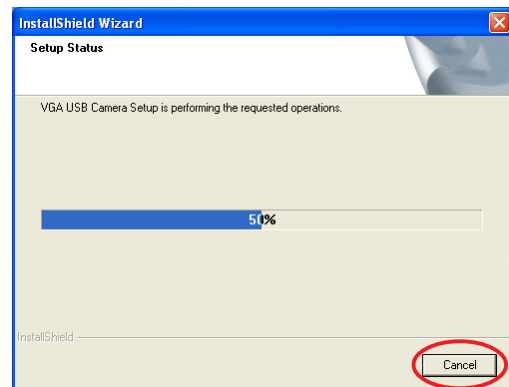 InstallShield Wizard
Setup Status
VGA USB Camera Setup is performing the requested operations.
50%
InstallShield
Cancel